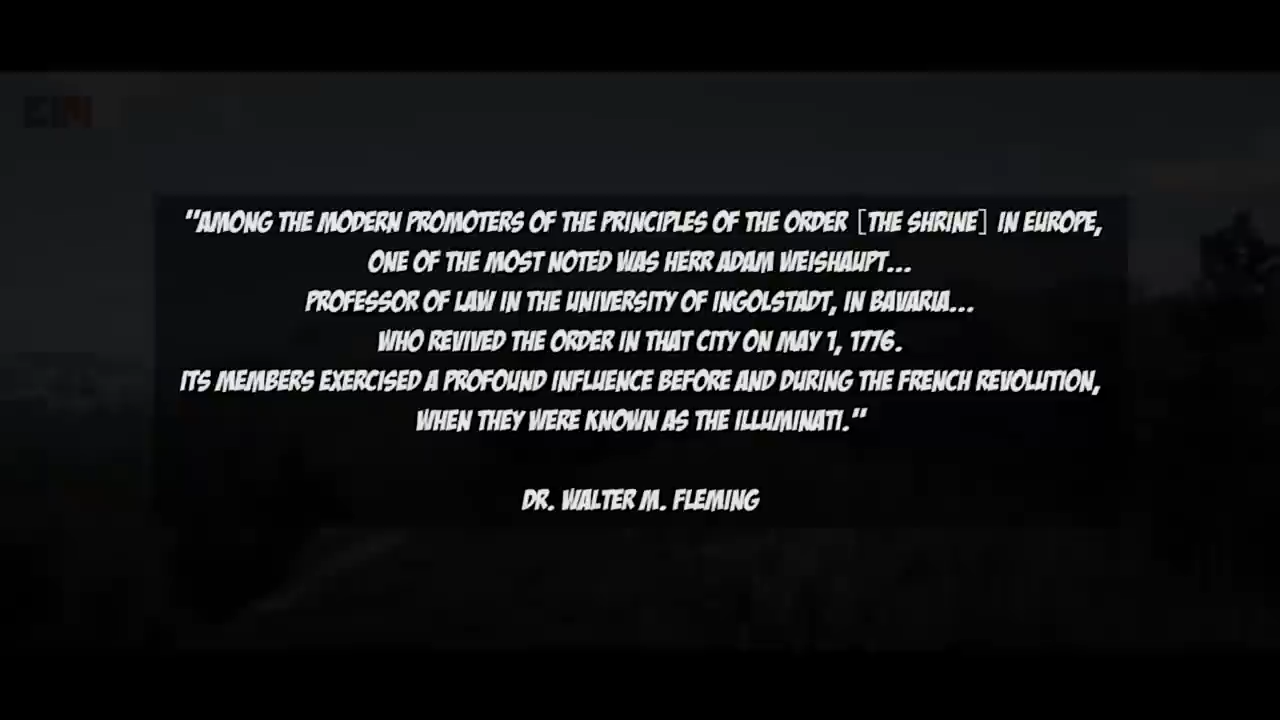 "AMONG THE MODERN PROMOTERS OF THE PRINCIPLES OF THE ORDER [THE SHRINE] IN EUROPE,
ONE OF THE MOST NOTED WAS HERR ADAM WEISHAUPT...
PROFESSOR OF LAW IN THE UNIVERSITY OF INGOLSTADT, IN BAVARIA...
WHO REVIVED THE ORDER IN THAT CITY ON MAY 1, 1776.
ITS MEMBERS EXERCISED A PROFOUND INFLUENCE BEFORE AND DURING THE FRENCH REVOLUTION,
WHEN THEY WERE KNOWN AS THE ILLUMINATI."
DR. WALTER M. FLEMING